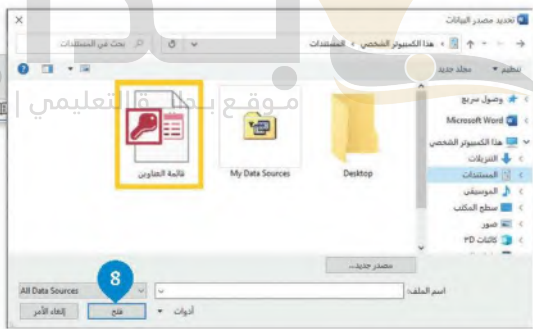 تحديد مصدر البيانات
هذا الكمبيوتر الشخصي › المستندات
بحث في المستندات
تنظيم
مجلد جديد
وصول سريع
Microsoft Word
هذا الكمبيوتر الشخصي
التنزيلات
المستندات
الموسيقى
سطح المكتب
صور
كائنات 3D
Desktop
My Data Sources
قائمة العناوين
موقع بداية التعليمي |
مصدر جديد...
اسم الملف:
All Data Sources
8
أدوات
فتح
إلغاء الأمر